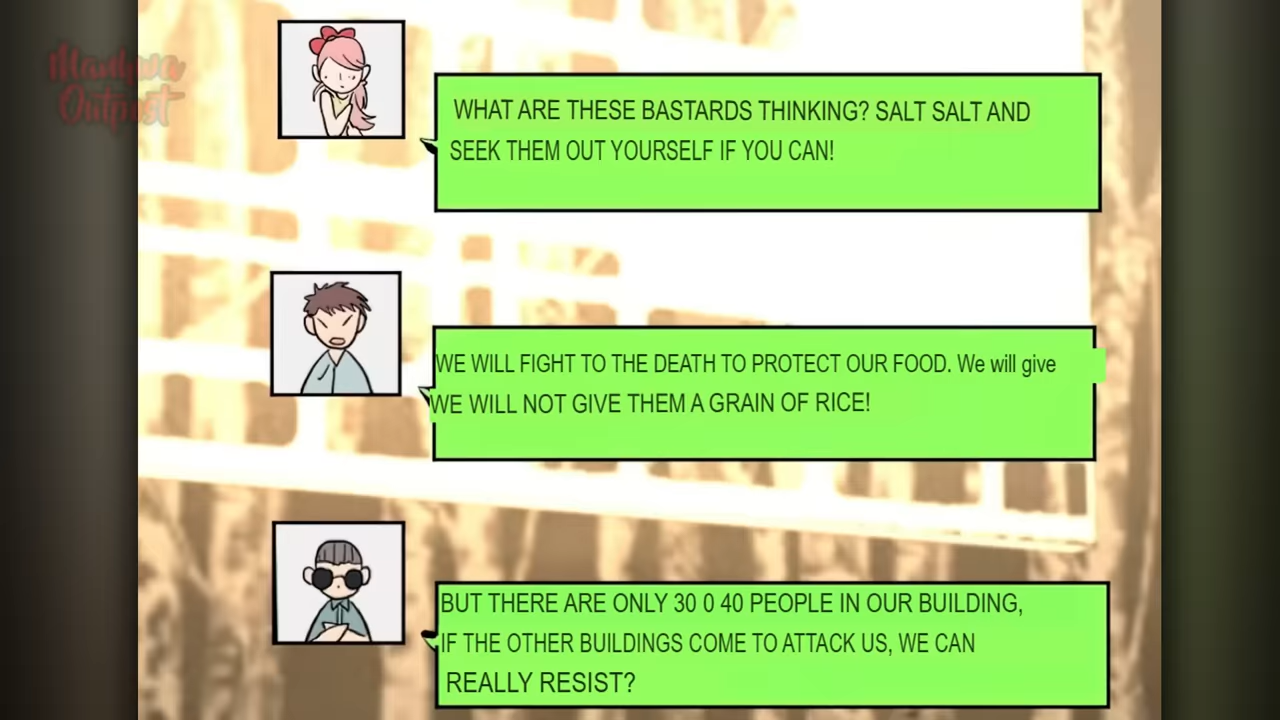 Manhwa
Outpost
WHAT ARE THESE BASTARDS THINKING? SALT SALT AND
SEEK THEM OUT YOURSELF IF YOU CAN!
WE WILL FIGHT TO THE DEATH TO PROTECT OUR FOOD. We will give
WE WILL NOT GIVE THEM A GRAIN OF RICE!
BUT THERE ARE ONLY 30 0 40 PEOPLE IN OUR BUILDING,
IF THE OTHER BUILDINGS COME TO ATTACK US, WE CAN
REALLY RESIST?